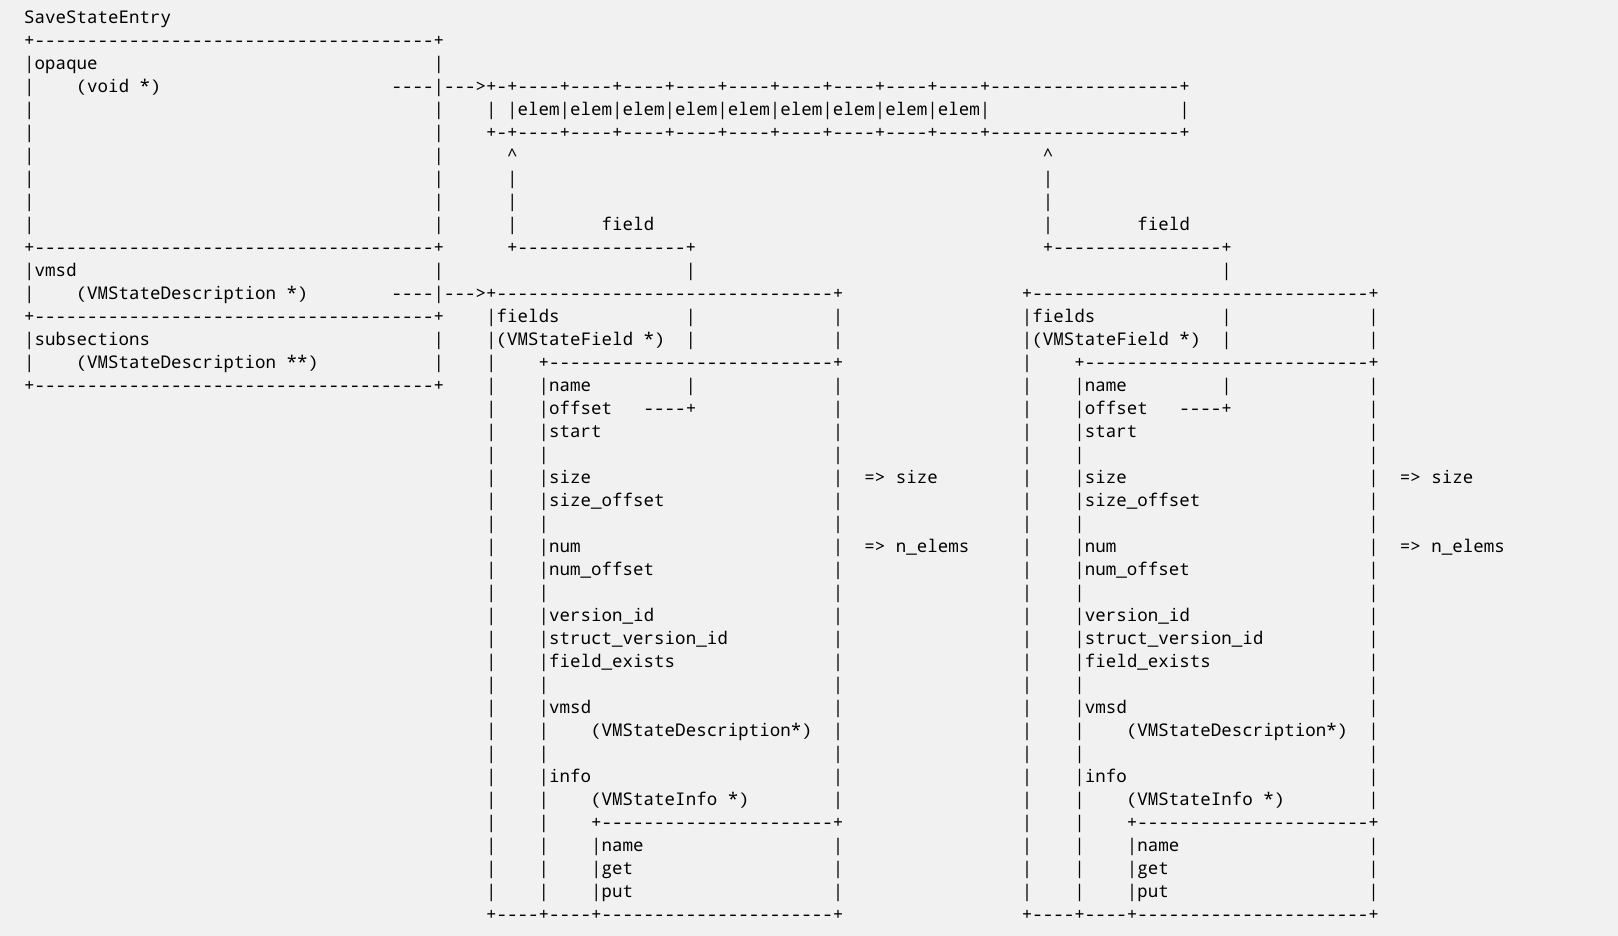 SaveStateEntry
+--------------------------------------+
|opaque                                |
|    (void *)                      ----|--->+-+----+----+----+----+----+----+----+----+----+------------------+
|                                      |    | |elem|elem|elem|elem|elem|elem|elem|elem|elem|                  |
|                                      |    +-+----+----+----+----+----+----+----+----+----+------------------+
|                                      |      ^                                                  ^
|                                      |      |                                                  |
|                                      |      |                                                  |
|                                      |      |        field                                     |        field
+--------------------------------------+      +----------------+                                 +----------------+
|vmsd                                  |                       |                                                  |
|    (VMStateDescription *)        ----|--->+--------------------------------+                 +--------------------------------+
+--------------------------------------+    |fields            |             |                 |fields            |             |
|subsections                           |    |(VMStateField *)  |             |                 |(VMStateField *)  |             |
|    (VMStateDescription **)           |    |    +---------------------------+                 |    +---------------------------+
+--------------------------------------+    |    |name         |             |                 |    |name         |             |
                                            |    |offset   ----+             |                 |    |offset   ----+             |
                                            |    |start                      |                 |    |start                      |
                                            |    |                           |                 |    |                           |
                                            |    |size                       |  => size        |    |size                       |  => size
                                            |    |size_offset                |                 |    |size_offset                |
                                            |    |                           |                 |    |                           |
                                            |    |num                        |  => n_elems     |    |num                        |  => n_elems
                                            |    |num_offset                 |                 |    |num_offset                 |
                                            |    |                           |                 |    |                           |
                                            |    |version_id                 |                 |    |version_id                 |
                                            |    |struct_version_id          |                 |    |struct_version_id          |
                                            |    |field_exists               |                 |    |field_exists               |
                                            |    |                           |                 |    |                           |
                                            |    |vmsd                       |                 |    |vmsd                       |
                                            |    |    (VMStateDescription*)  |                 |    |    (VMStateDescription*)  |
                                            |    |                           |                 |    |                           |
                                            |    |info                       |                 |    |info                       |
                                            |    |    (VMStateInfo *)        |                 |    |    (VMStateInfo *)        |
                                            |    |    +----------------------+                 |    |    +----------------------+
                                            |    |    |name                  |                 |    |    |name                  |
                                            |    |    |get                   |                 |    |    |get                   |
                                            |    |    |put                   |                 |    |    |put                   |
                                            +----+----+----------------------+                 +----+----+----------------------+